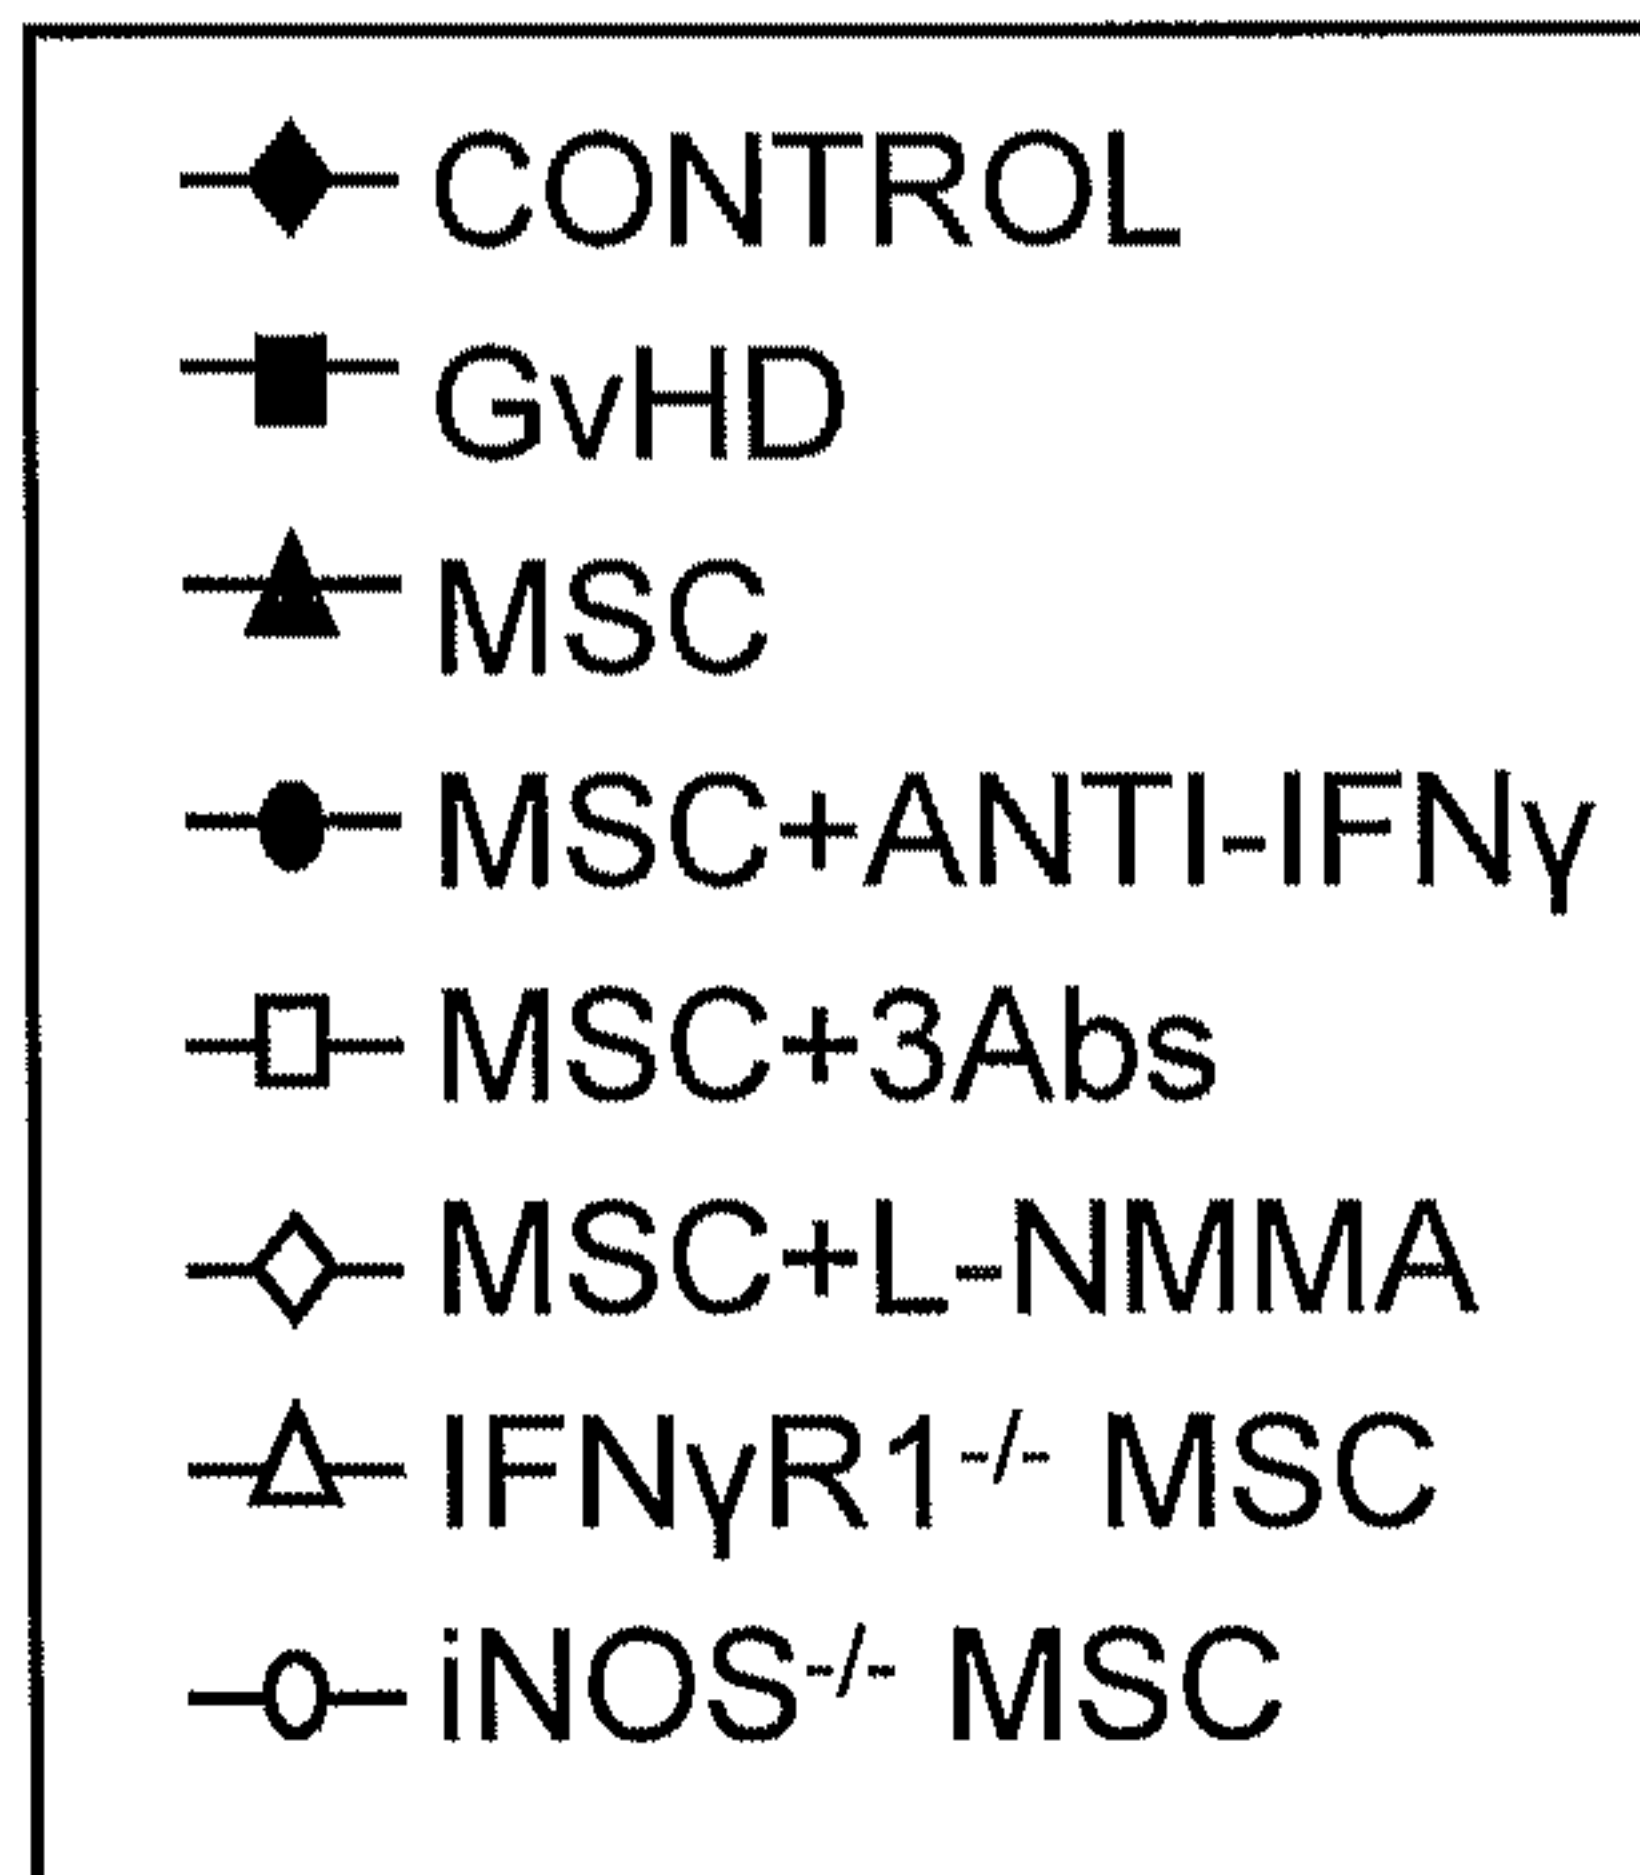 CONTROL
GvHD
MSC
MSC+ANTI-IFNγ
MSC+3Abs
MSC+L-NMMA
IFNγR1-/- MSC
iNOS-/- MSC